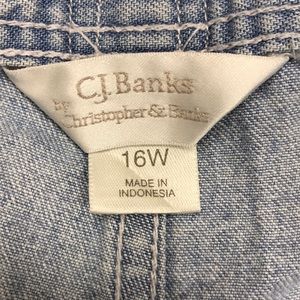 C.J. Banks
by
Christopher & Banks
16W
MADE IN
INDONESIA